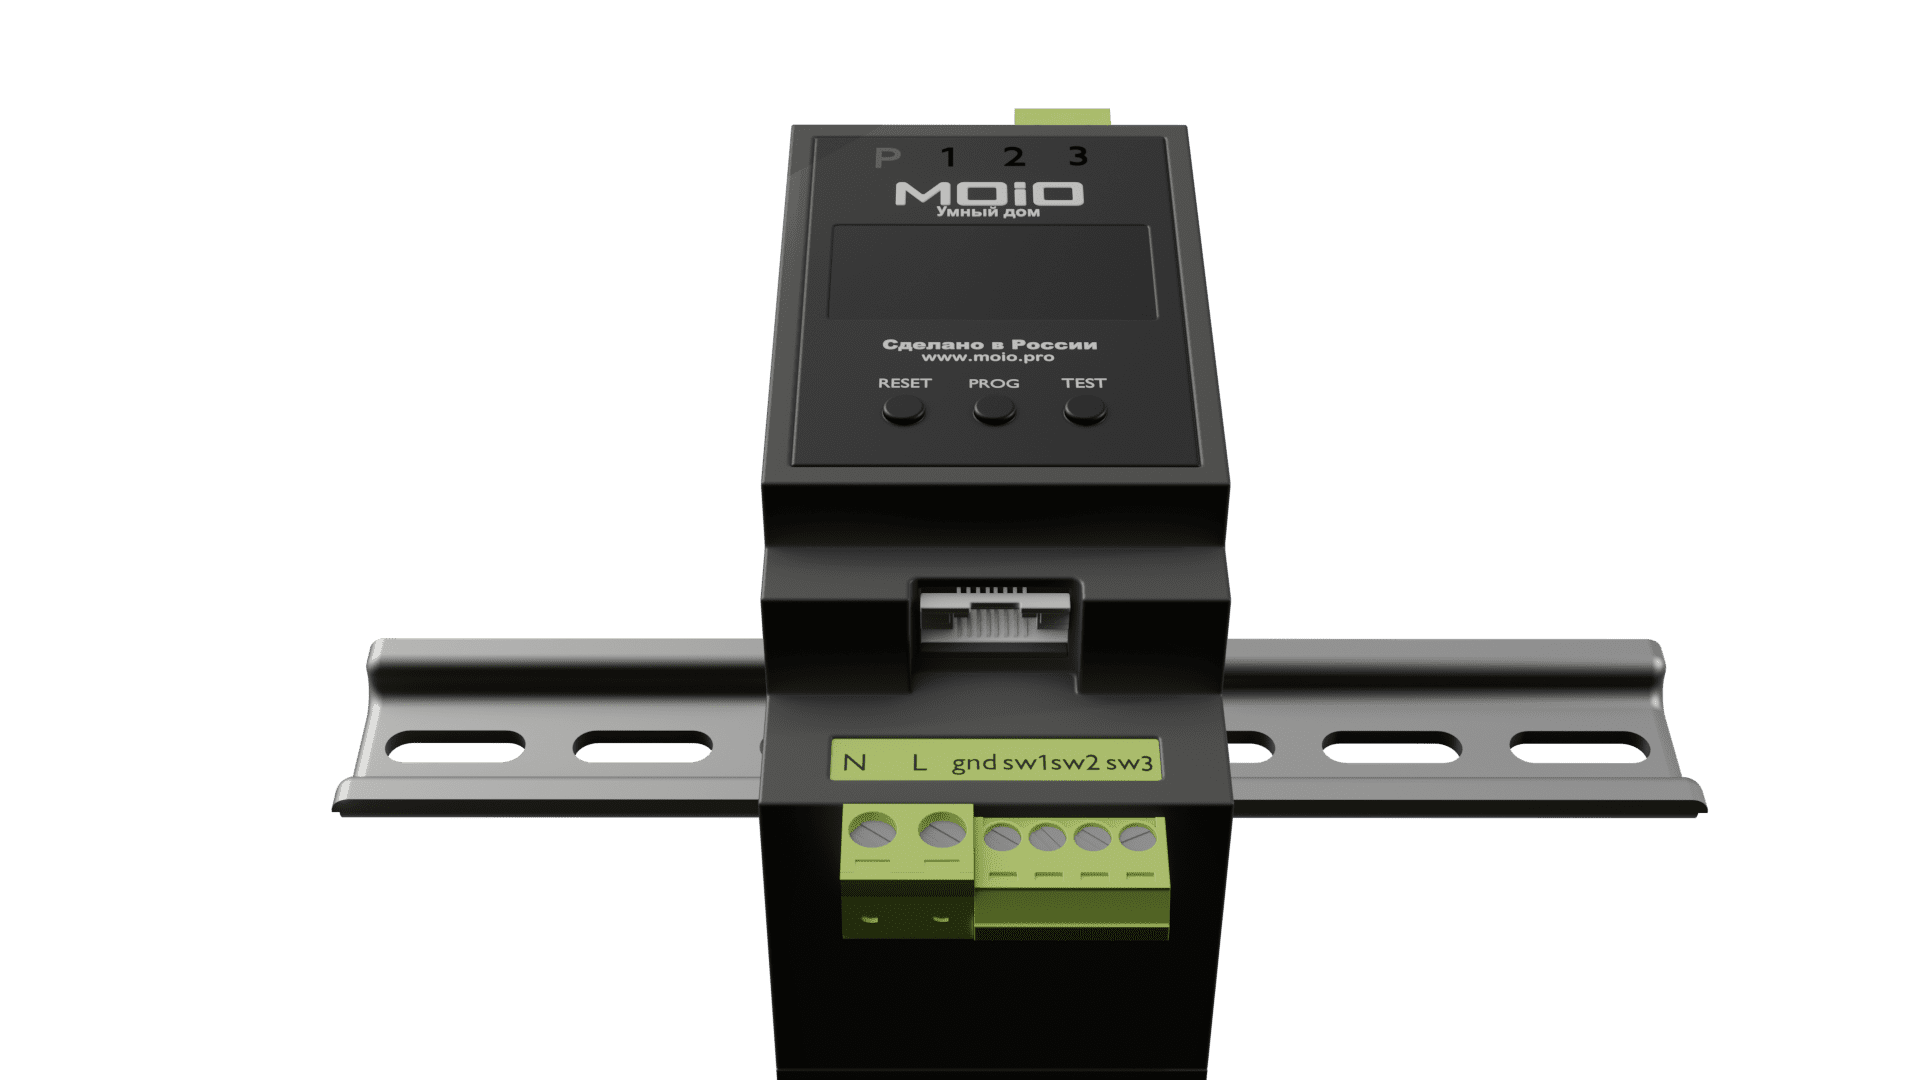 P 1 2 3
MOiO
Умный дом
Сделано в России
www.moio.pro
RESET PROG TEST
N L gnd sw1 sw2 sw3